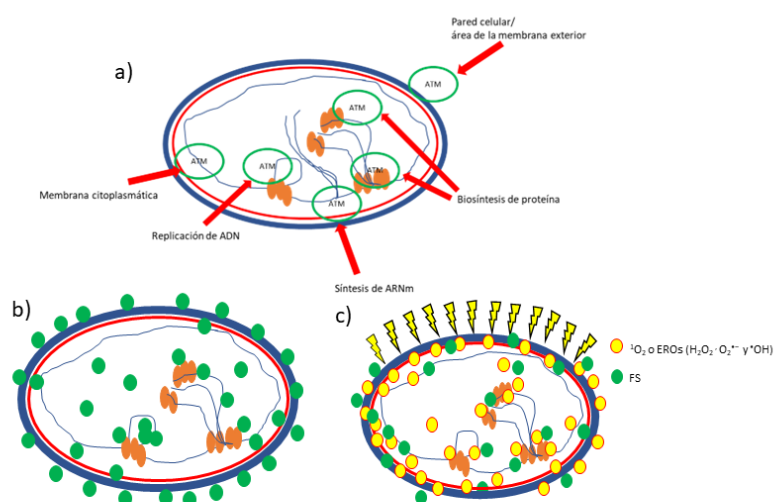 Pared celular/
área de la membrana exterior
a)
ATM
ATM
ATM
ATM
ATM
ATM
Membrana citoplasmática
Biosíntesis de proteína
Replicación de ADN
Síntesis de ARNm
b)
c)
¹O₂ o EROs (H₂O₂ · O₂•⁻ y •OH)
FS